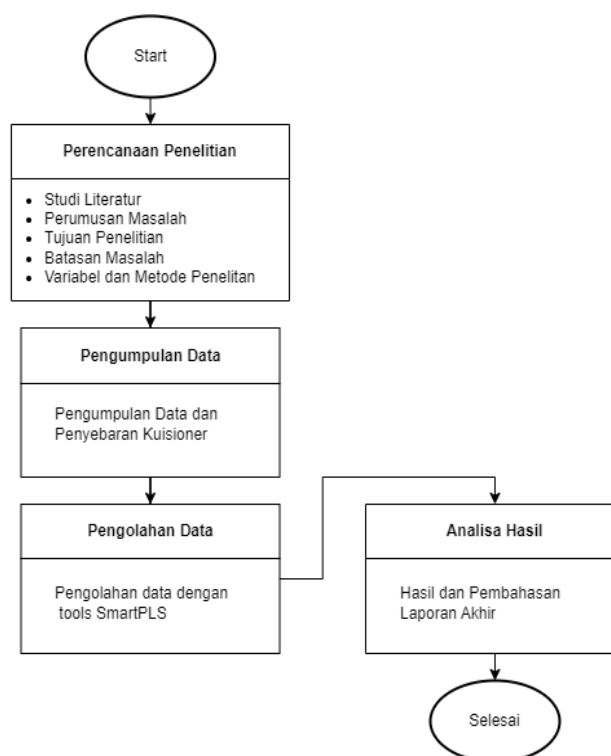 Start
Perencanaan Penelitian
Studi Literatur
Perumusan Masalah
Tujuan Penelitian
Batasan Masalah
Variabel dan Metode Penelitan
Pengumpulan Data
Pengumpulan Data dan
Penyebaran Kuisioner
Pengolahan Data
Pengolahan data dengan
tools SmartPLS
Analisa Hasil
Hasil dan Pembahasan
Laporan Akhir
Selesai